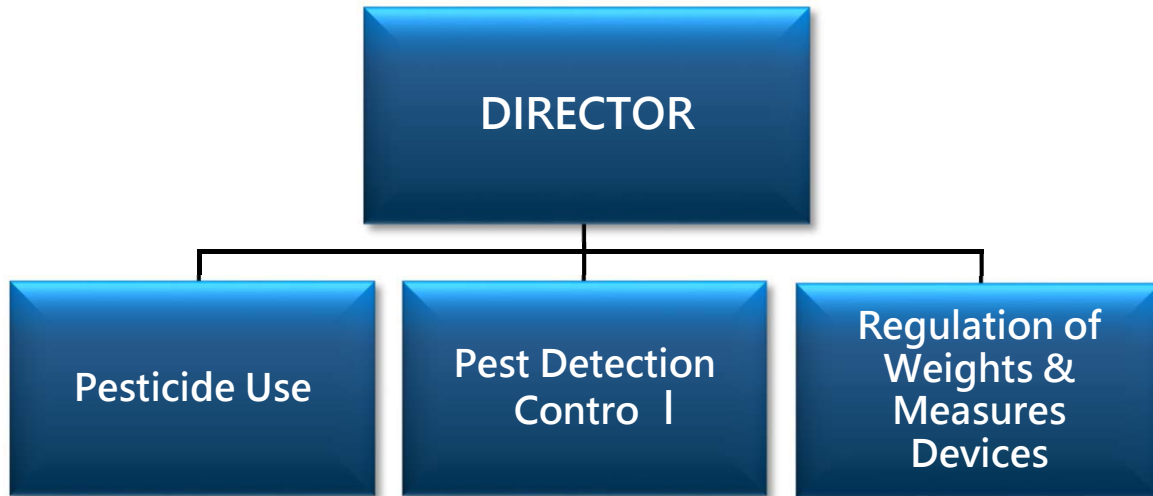 DIRECTOR
Pesticide Use
Pest Detection
Contro l
Regulation of
Weights &
Measures
Devices